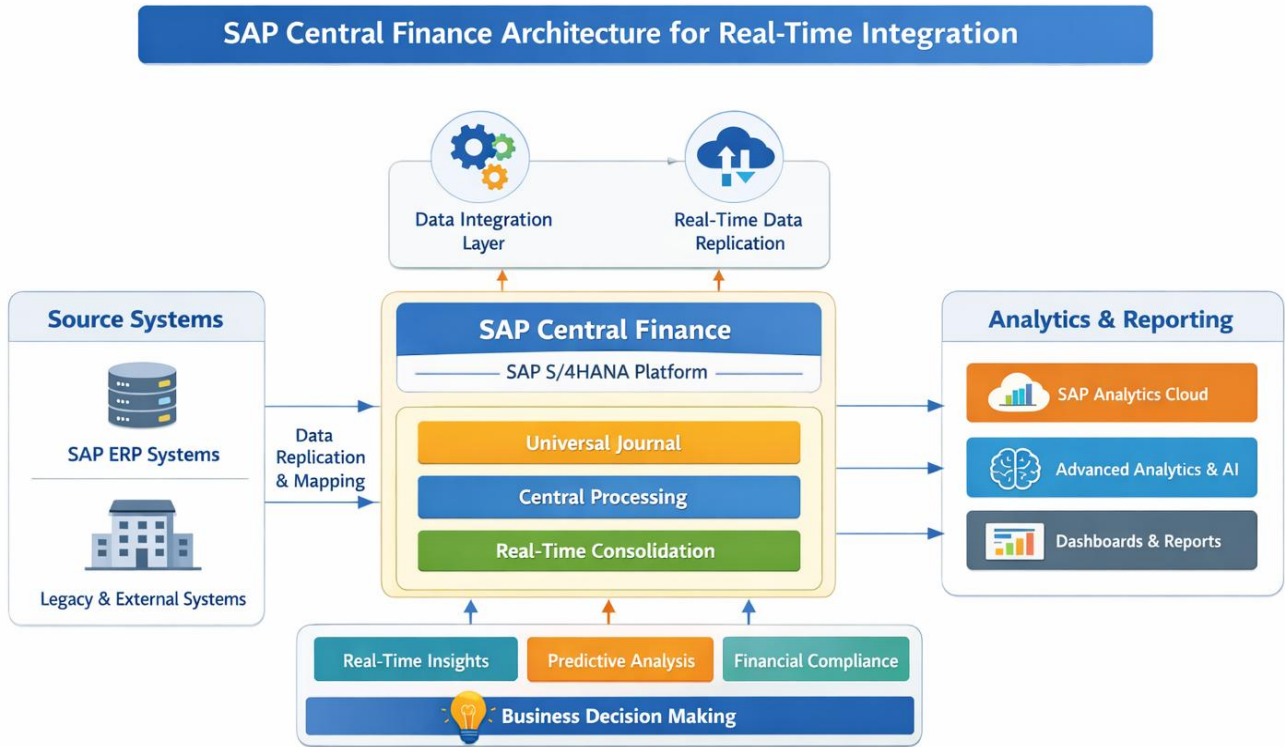 SAP Central Finance Architecture for Real-Time Integration
Data Integration
Layer
Real-Time Data
Replication
Source Systems
SAP ERP Systems
Legacy & External Systems
Data
Replication
& Mapping
SAP Central Finance
SAP S/4HANA Platform
Universal Journal
Central Processing
Real-Time Consolidation
Analytics & Reporting
SAP Analytics Cloud
Advanced Analytics & AI
Dashboards & Reports
Real-Time Insights
Predictive Analysis
Financial Compliance
Business Decision Making